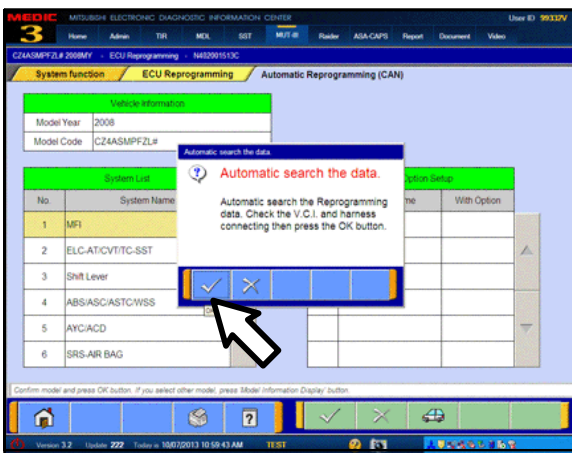 MEDIC MITSUBISHI ELECTRONIC DIAGNOSTIC INFORMATION CENTER User ID 99332V
3 Home Admin TIR MDL SST MUT-III Raider ASA-CAPS Report Document Video
CZ4ASMPFZL# 2008MY - ECU Reprogramming - N402001513C
System function ECU Reprogramming Automatic Reprogramming (CAN)
Vehicle Information
Model Year 2008
Model Code CZ4ASMPFZL#
Automatic search the data
? Automatic search the data.
Automatic search the Reprogramming
data. Check the V.C.I. and harness
connecting then press the OK button.
System List
Option Setup
No. System Name
With Option
1 MFI
2 ELC-AT/CVT/TC-SST
3 Shift Lever
4 ABS/ASC/ASTC/WSS
5 AYC/ACD
6 SRS-AIR BAG
Confirm model and press OK button. If you select other model, press 'Model Information Display' button.
?
Version 3.2 Update 222 Today is 10/07/2013 10:59:43 AM TEST